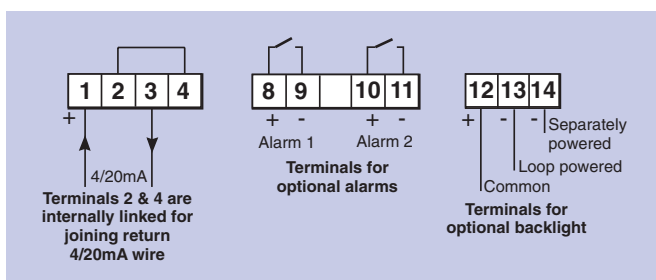 1 2 3 4
+
4/20mA
Terminals 2 & 4 are
internally linked for
joining return
4/20mA wire
8 9 10 11
+ - + -
Alarm 1 Alarm 2
Terminals for
optional alarms
12 13 14
+ - -
Separately
powered
Loop powered
Common
Terminals for
optional backlight